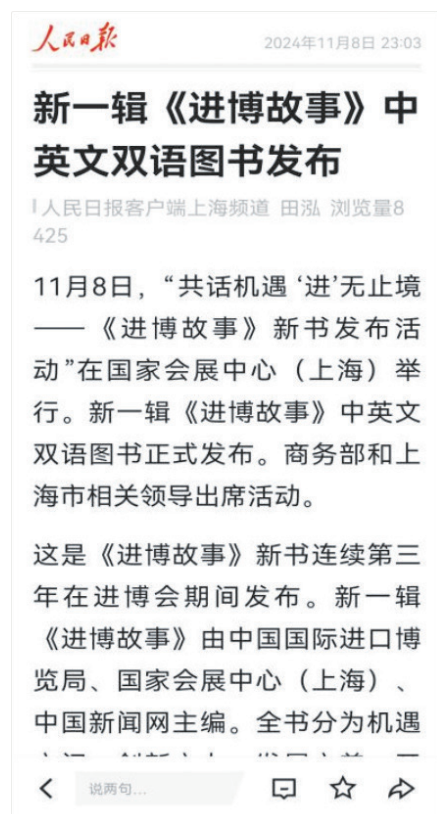 人民日报
2024年11月8日 23:03
新一辑《进博故事》中
英文双语图书发布
人民日报客户端上海频道 田泓 浏览量8
425
11月8日，“共话机遇 ‘进’无止境
——《进博故事》新书发布活
动”在国家会展中心（上海）举
行。新一辑《进博故事》中英文
双语图书正式发布。商务部和上
海市相关领导出席活动。
这是《进博故事》新书连续第三
年在进博会期间发布。新一辑
《进博故事》由中国国际进口博
览局、国家会展中心（上海）、
中国新闻网主编。全书分为机遇
说两句...